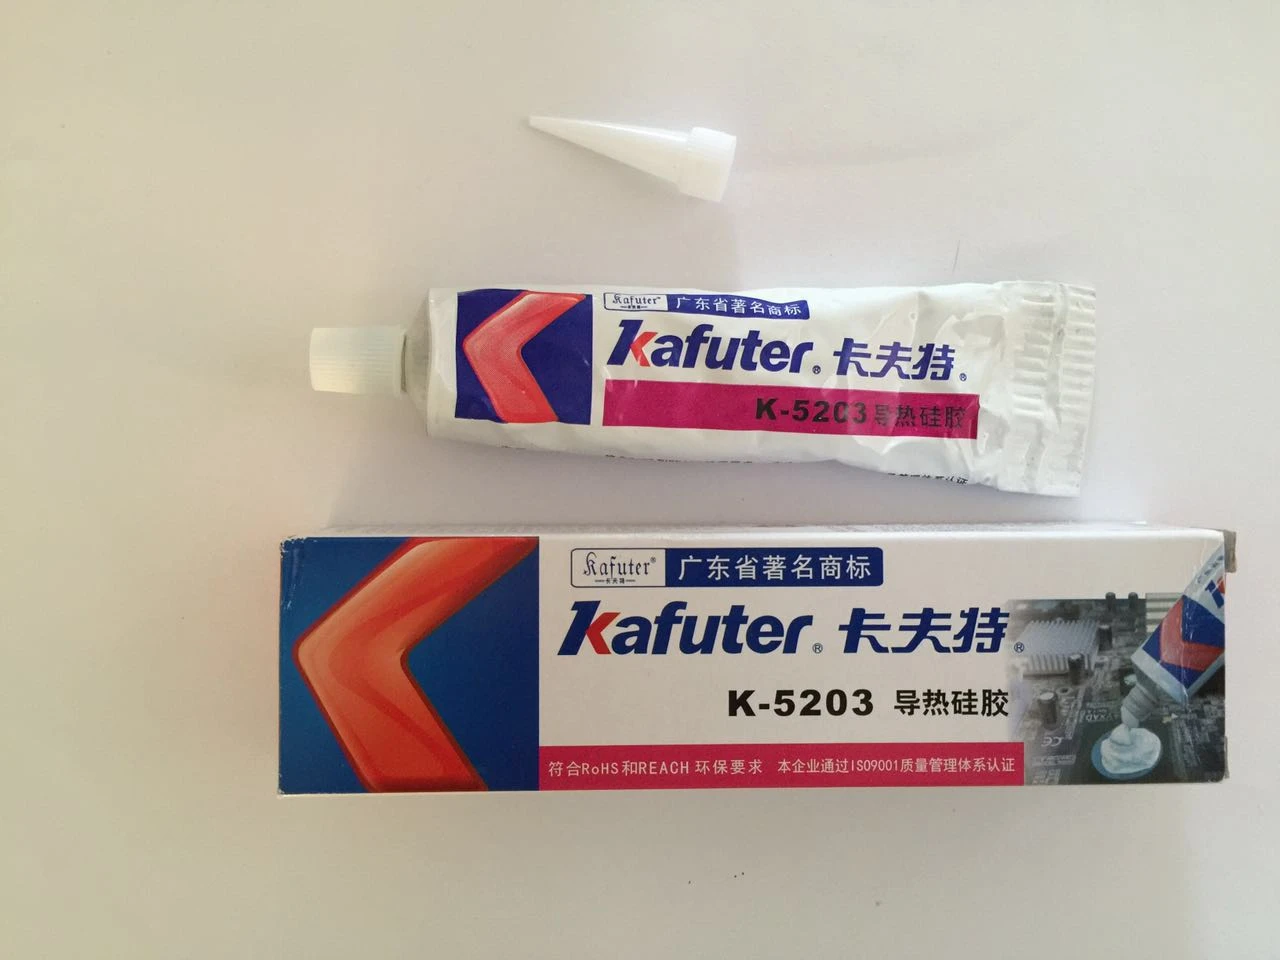 Kafuter 广东省著名商标
Kafuter® 卡夫特®
K-5203 导热硅胶
Kafuter® 广东省著名商标
卡夫特
Kafuter® 卡夫特®
K-5203 导热硅胶
符合RoHS和REACH 环保要求 本企业通过ISO9001质量管理体系认证